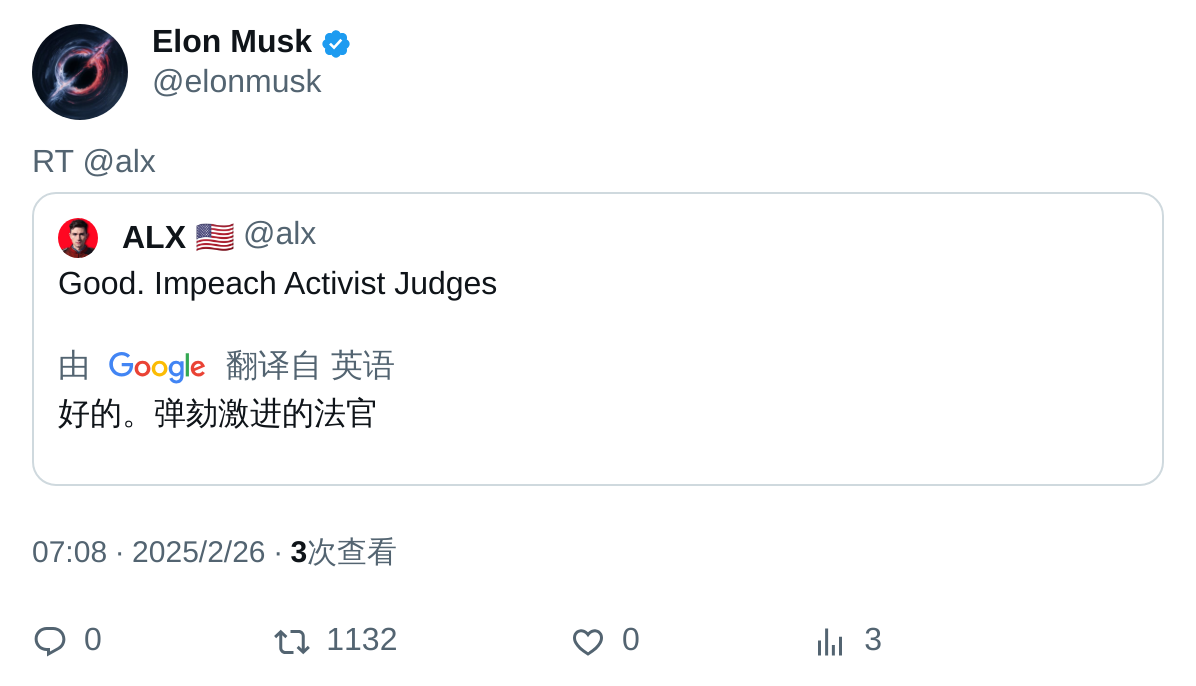 Elon Musk
@elonmusk
RT @alx
ALX 🇺🇸 @alx
Good. Impeach Activist Judges
由 Google 翻译自 英语
好的。弹劾激进的法官
07:08 · 2025/2/26 · 3次查看
0 1132 0 3